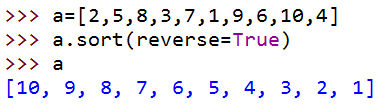 >>> a=[2,5,8,3,7,1,9,6,10,4]
>>> a.sort(reverse=True)
>>> a
[10, 9, 8, 7, 6, 5, 4, 3, 2, 1]